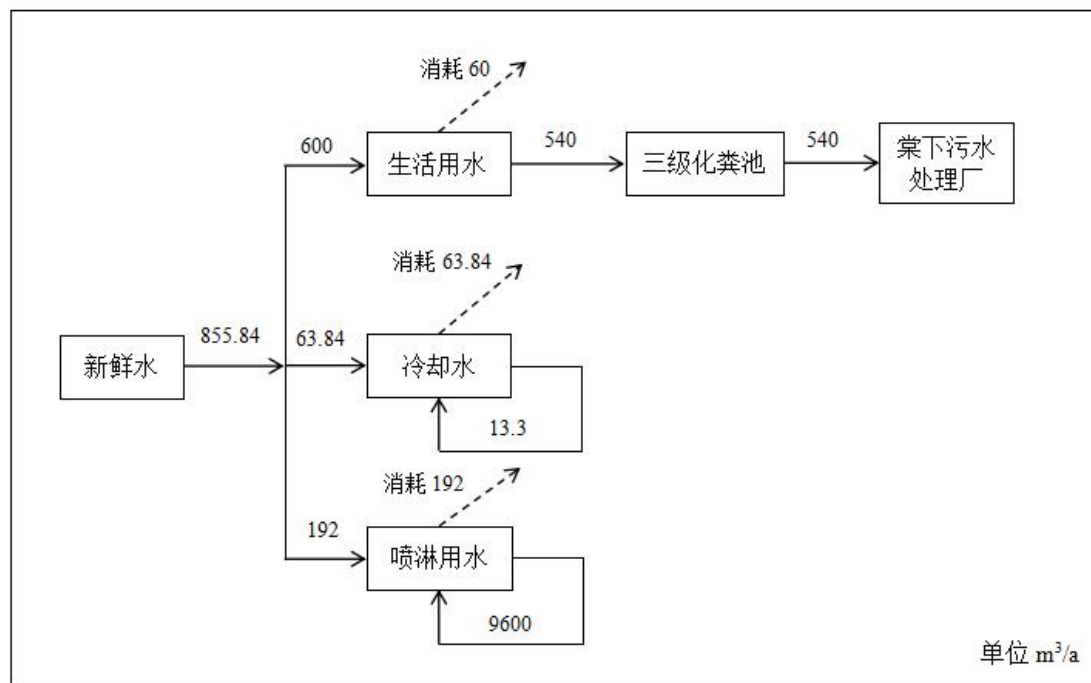 消耗 60
600
生活用水
540
三级化粪池
540
棠下污水
处理厂
消耗 63.84
新鲜水
855.84
63.84
冷却水
13.3
消耗 192
192
喷淋用水
9600
单位 m³/a